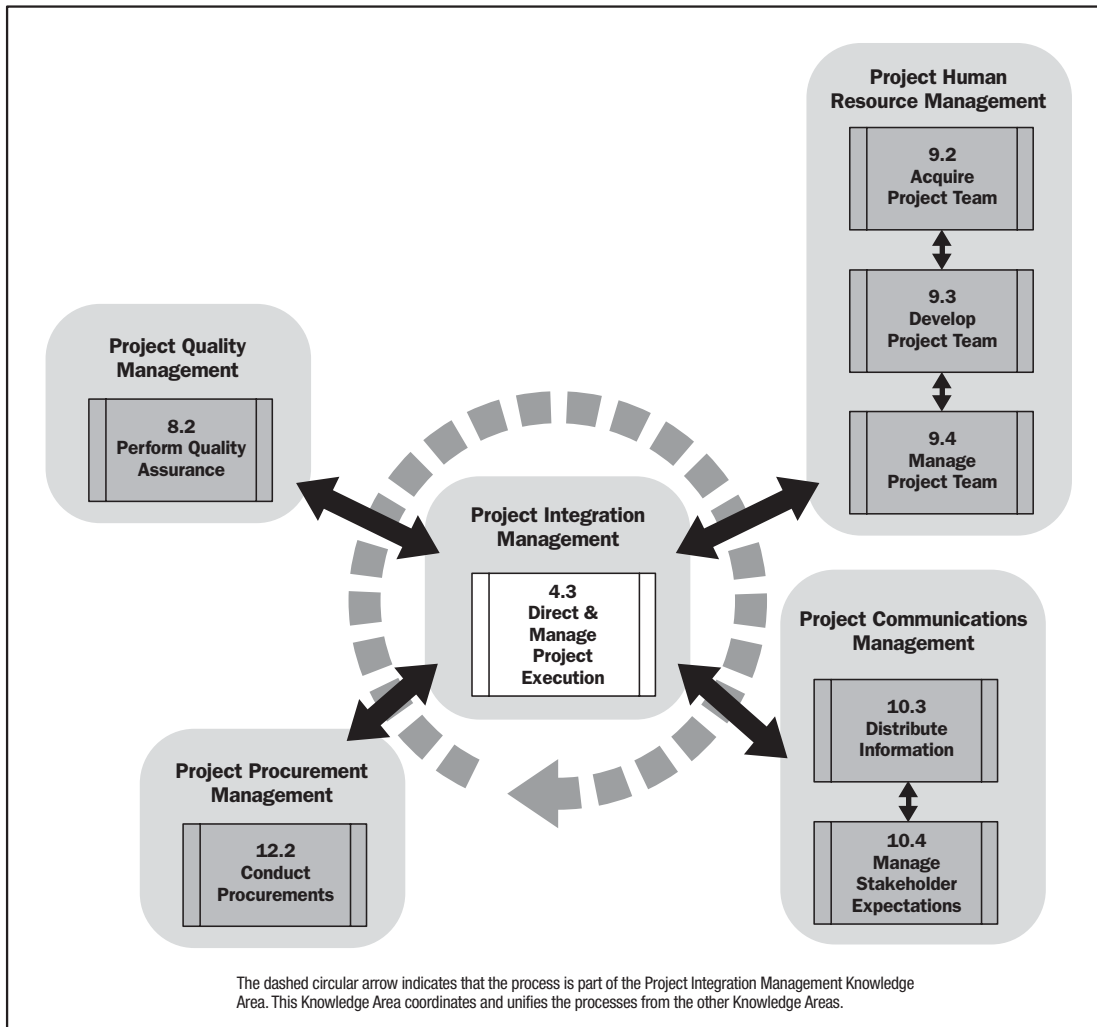 Project Human
Resource Management
9.2
Acquire
Project Team
9.3
Develop
Project Team
9.4
Manage
Project Team
Project Quality
Management
8.2
Perform Quality
Assurance
Project Integration
Management
4.3
Direct &
Manage
Project
Execution
Project Communications
Management
10.3
Distribute
Information
10.4
Manage
Stakeholder
Expectations
Project Procurement
Management
12.2
Conduct
Procurements
The dashed circular arrow indicates that the process is part of the Project Integration Management Knowledge
Area. This Knowledge Area coordinates and unifies the processes from the other Knowledge Areas.